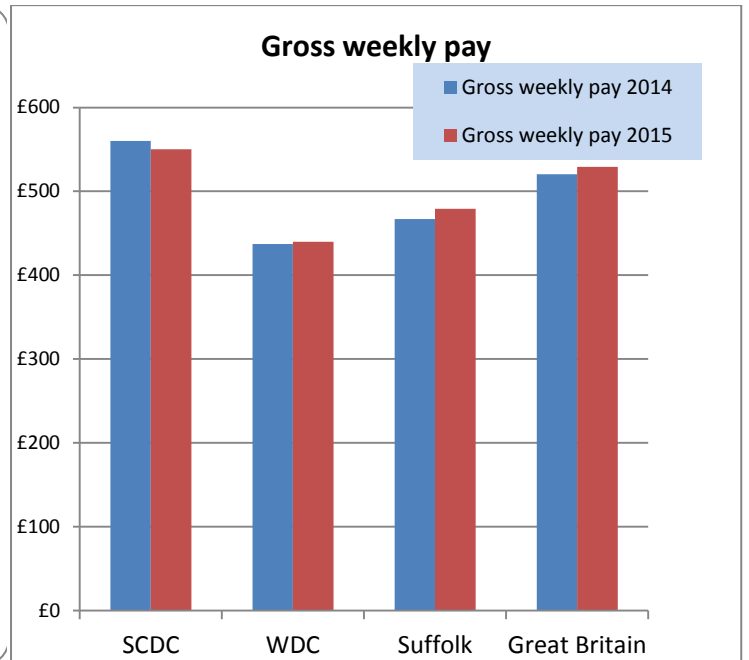 Gross weekly pay
Gross weekly pay 2014
Gross weekly pay 2015
£600
£500
£400
£300
£200
£100
£0
SCDC WDC Suffolk Great Britain